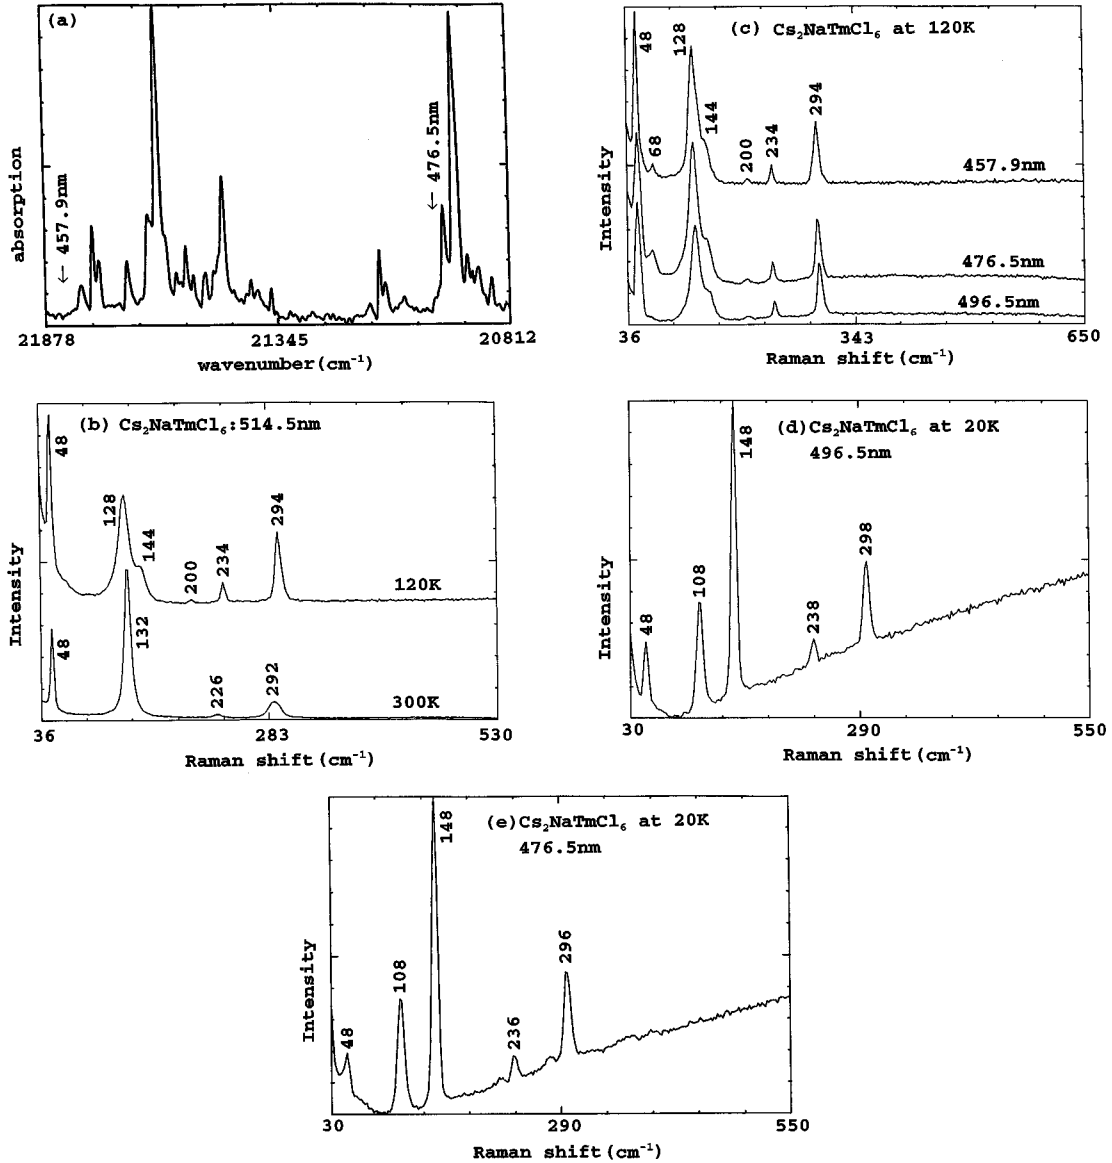 (a)
absorption
← 457.9nm
← 476.5nm
21878 21345 20812
wavenumber(cm⁻¹)
(c) Cs₂NaTmCl₆ at 120K
Intensity
48
68
128
144
200
234
294
457.9nm
476.5nm
496.5nm
36 343 650
Raman shift(cm⁻¹)
(b) Cs₂NaTmCl₆:514.5nm
Intensity
48
128
144
200
234
294
120K
48
132
226
292
300K
36 283 530
Raman shift(cm⁻¹)
(d)Cs₂NaTmCl₆ at 20K
496.5nm
Intensity
48
108
148
238
298
30 290 550
Raman shift(cm⁻¹)
(e)Cs₂NaTmCl₆ at 20K
476.5nm
Intensity
48
108
148
236
296
30 290 550
Raman shift(cm⁻¹)